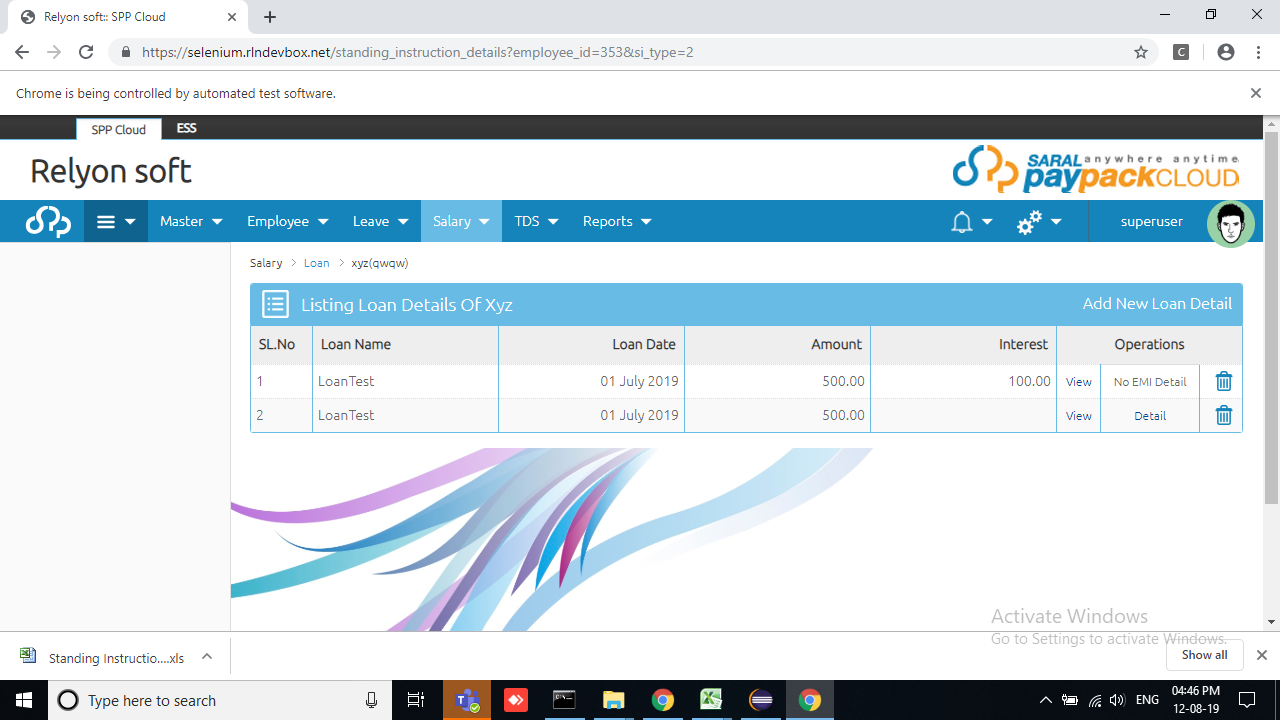 Relyon soft:: SPP Cloud
https://selenium.rlndevbox.net/standing_instruction_details?employee_id=353&si_type=2
C
Chrome is being controlled by automated test software.
SPP Cloud ESS
Relyon soft
SARAL anywhere anytime
paypackCLOUD
Master Employee Leave Salary TDS Reports superuser
Salary > Loan > xyz(qwqw)
Listing Loan Details Of Xyz Add New Loan Detail
SL.No Loan Name Loan Date Amount Interest Operations
1 LoanTest 01 July 2019 500.00 100.00 View No EMI Detail
2 LoanTest 01 July 2019 500.00 View Detail
Activate Windows
Go to Settings to activate Windows.
Standing Instructio....xls Show all
Type here to search ENG 04:46 PM
12-08-19